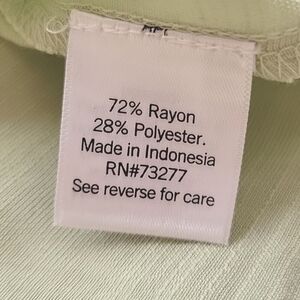 72% Rayon
28% Polyester.
Made in Indonesia
RN#73277
See reverse for care